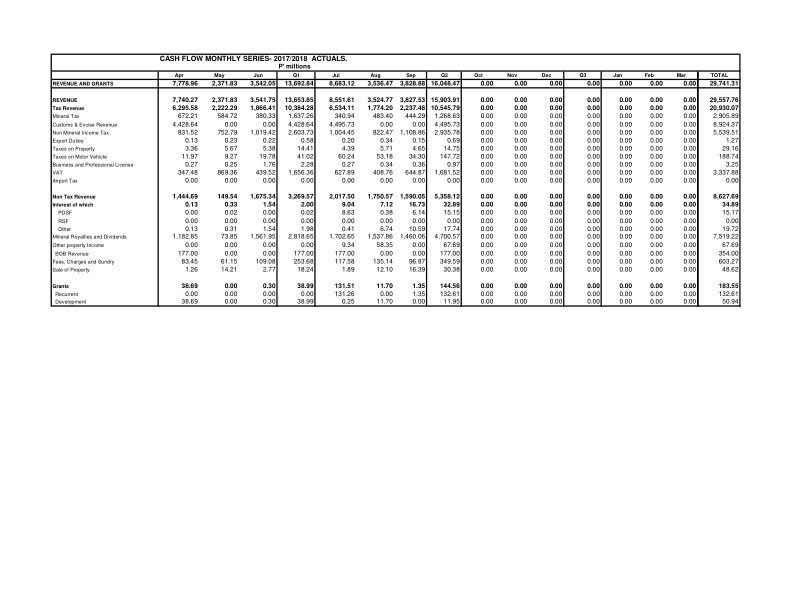 CASH FLOW MONTHLY SERIES- 2017/2018 ACTUALS.
P' millions
Apr May Jun Q1 Jul Aug Sep Q2 Oct Nov Dec Q3 Jan Feb Mar TOTAL
REVENUE AND GRANTS 7,778.96 2,371.83 3,542.05 13,692.84 8,683.12 3,536.47 3,828.88 16,048.47 0.00 0.00 0.00 0.00 0.00 0.00 0.00 29,741.31
REVENUE 7,740.27 2,371.83 3,541.75 13,653.85 8,551.61 3,524.77 3,827.53 15,903.91 0.00 0.00 0.00 0.00 0.00 0.00 0.00 29,557.76
Tax Revenue 6,295.58 2,222.29 1,866.41 10,384.28 6,534.11 1,774.20 2,237.48 10,545.79 0.00 0.00 0.00 0.00 0.00 0.00 0.00 20,930.07
Mineral Tax 672.21 584.72 380.33 1,637.26 340.94 483.40 444.29 1,268.63 0.00 0.00 0.00 0.00 0.00 0.00 0.00 2,905.89
Customs & Excise Revenue 4,428.64 0.00 0.00 4,428.64 4,495.73 0.00 0.00 4,495.73 0.00 0.00 0.00 0.00 0.00 0.00 0.00 8,924.37
Non Mineral Income Tax 831.52 752.79 1,019.42 2,603.73 1,004.45 822.47 1,108.86 2,935.78 0.00 0.00 0.00 0.00 0.00 0.00 0.00 5,539.51
Export Duties 0.13 0.23 0.22 0.58 0.20 0.34 0.15 0.69 0.00 0.00 0.00 0.00 0.00 0.00 0.00 1.27
Taxes on Property 3.36 5.67 5.38 14.41 4.39 5.71 4.65 14.75 0.00 0.00 0.00 0.00 0.00 0.00 0.00 29.16
Taxes on Motor Vehicle 11.97 9.27 19.78 41.02 60.24 53.18 34.30 147.72 0.00 0.00 0.00 0.00 0.00 0.00 0.00 188.74
Business and Professional License 0.27 0.25 1.76 2.28 0.27 0.34 0.36 0.97 0.00 0.00 0.00 0.00 0.00 0.00 0.00 3.25
VAT 347.48 869.36 439.52 1,656.36 627.89 408.76 644.87 1,681.52 0.00 0.00 0.00 0.00 0.00 0.00 0.00 3,337.88
Airport Tax 0.00 0.00 0.00 0.00 0.00 0.00 0.00 0.00 0.00 0.00 0.00 0.00 0.00 0.00 0.00 0.00
Non Tax Revenue 1,444.69 149.54 1,675.34 3,269.57 2,017.50 1,750.57 1,590.05 5,358.12 0.00 0.00 0.00 0.00 0.00 0.00 0.00 8,627.69
Interest of which 0.13 0.33 1.54 2.00 9.04 7.12 16.73 32.89 0.00 0.00 0.00 0.00 0.00 0.00 0.00 34.89
PDSF 0.00 0.02 0.00 0.02 8.63 0.38 6.14 15.15 0.00 0.00 0.00 0.00 0.00 0.00 0.00 15.17
RSF 0.00 0.00 0.00 0.00 0.00 0.00 0.00 0.00 0.00 0.00 0.00 0.00 0.00 0.00 0.00 0.00
Other 0.13 0.31 1.54 1.98 0.41 6.74 10.59 17.74 0.00 0.00 0.00 0.00 0.00 0.00 0.00 19.72
Mineral Royalties and Dividends 1,182.85 73.85 1,561.95 2,818.65 1,702.65 1,537.86 1,460.06 4,700.57 0.00 0.00 0.00 0.00 0.00 0.00 0.00 7,519.22
Other property Income 0.00 0.00 0.00 0.00 9.34 58.35 0.00 67.69 0.00 0.00 0.00 0.00 0.00 0.00 0.00 67.69
BOB Revenue 177.00 0.00 0.00 177.00 177.00 0.00 0.00 177.00 0.00 0.00 0.00 0.00 0.00 0.00 0.00 354.00
Fees, Charges and Sundry 83.45 61.15 109.08 253.68 117.58 135.14 96.87 349.59 0.00 0.00 0.00 0.00 0.00 0.00 0.00 603.27
Sale of Property 1.26 14.21 2.77 18.24 1.89 12.10 16.39 30.38 0.00 0.00 0.00 0.00 0.00 0.00 0.00 48.62
Grants 38.69 0.00 0.30 38.99 131.51 11.70 1.35 144.56 0.00 0.00 0.00 0.00 0.00 0.00 0.00 183.55
Recurrent 0.00 0.00 0.00 0.00 131.26 0.00 1.35 132.61 0.00 0.00 0.00 0.00 0.00 0.00 0.00 132.61
Development 38.69 0.00 0.30 38.99 0.25 11.70 0.00 11.95 0.00 0.00 0.00 0.00 0.00 0.00 0.00 50.94